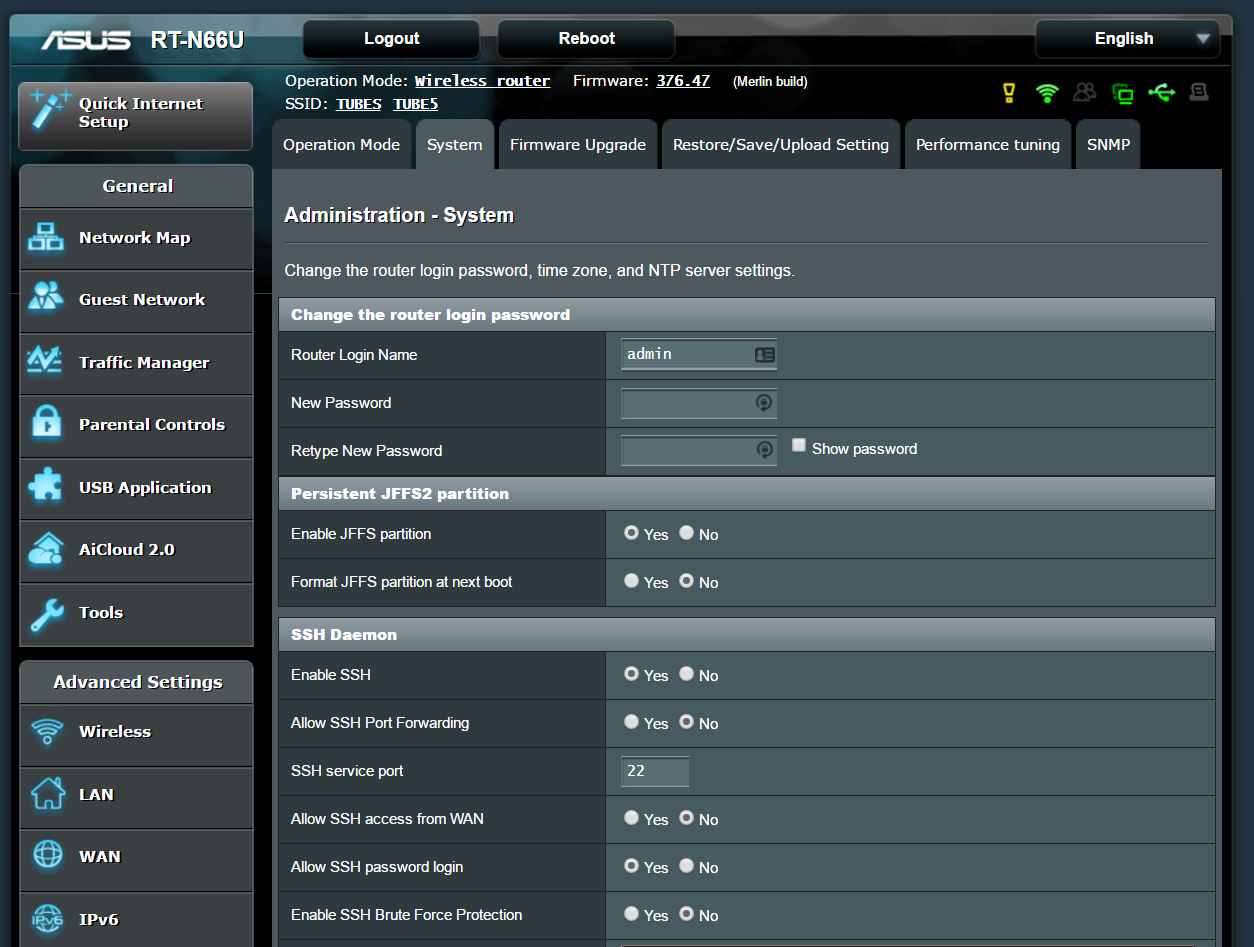 ASUS RT-N66U Logout Reboot English
Operation Mode: Wireless router Firmware: 376.47 (Merlin build)
SSID: TUBES TUBE5
Quick Internet
Setup
General
Network Map
Guest Network
Traffic Manager
Parental Controls
USB Application
AiCloud 2.0
Tools
Advanced Settings
Wireless
LAN
WAN
IPv6
Operation Mode System Firmware Upgrade Restore/Save/Upload Setting Performance tuning SNMP
Administration - System
Change the router login password, time zone, and NTP server settings.
Change the router login password
Router Login Name admin
New Password
Retype New Password Show password
Persistent JFFS2 partition
Enable JFFS partition Yes No
Format JFFS partition at next boot Yes No
SSH Daemon
Enable SSH Yes No
Allow SSH Port Forwarding Yes No
SSH service port 22
Allow SSH access from WAN Yes No
Allow SSH password login Yes No
Enable SSH Brute Force Protection Yes No